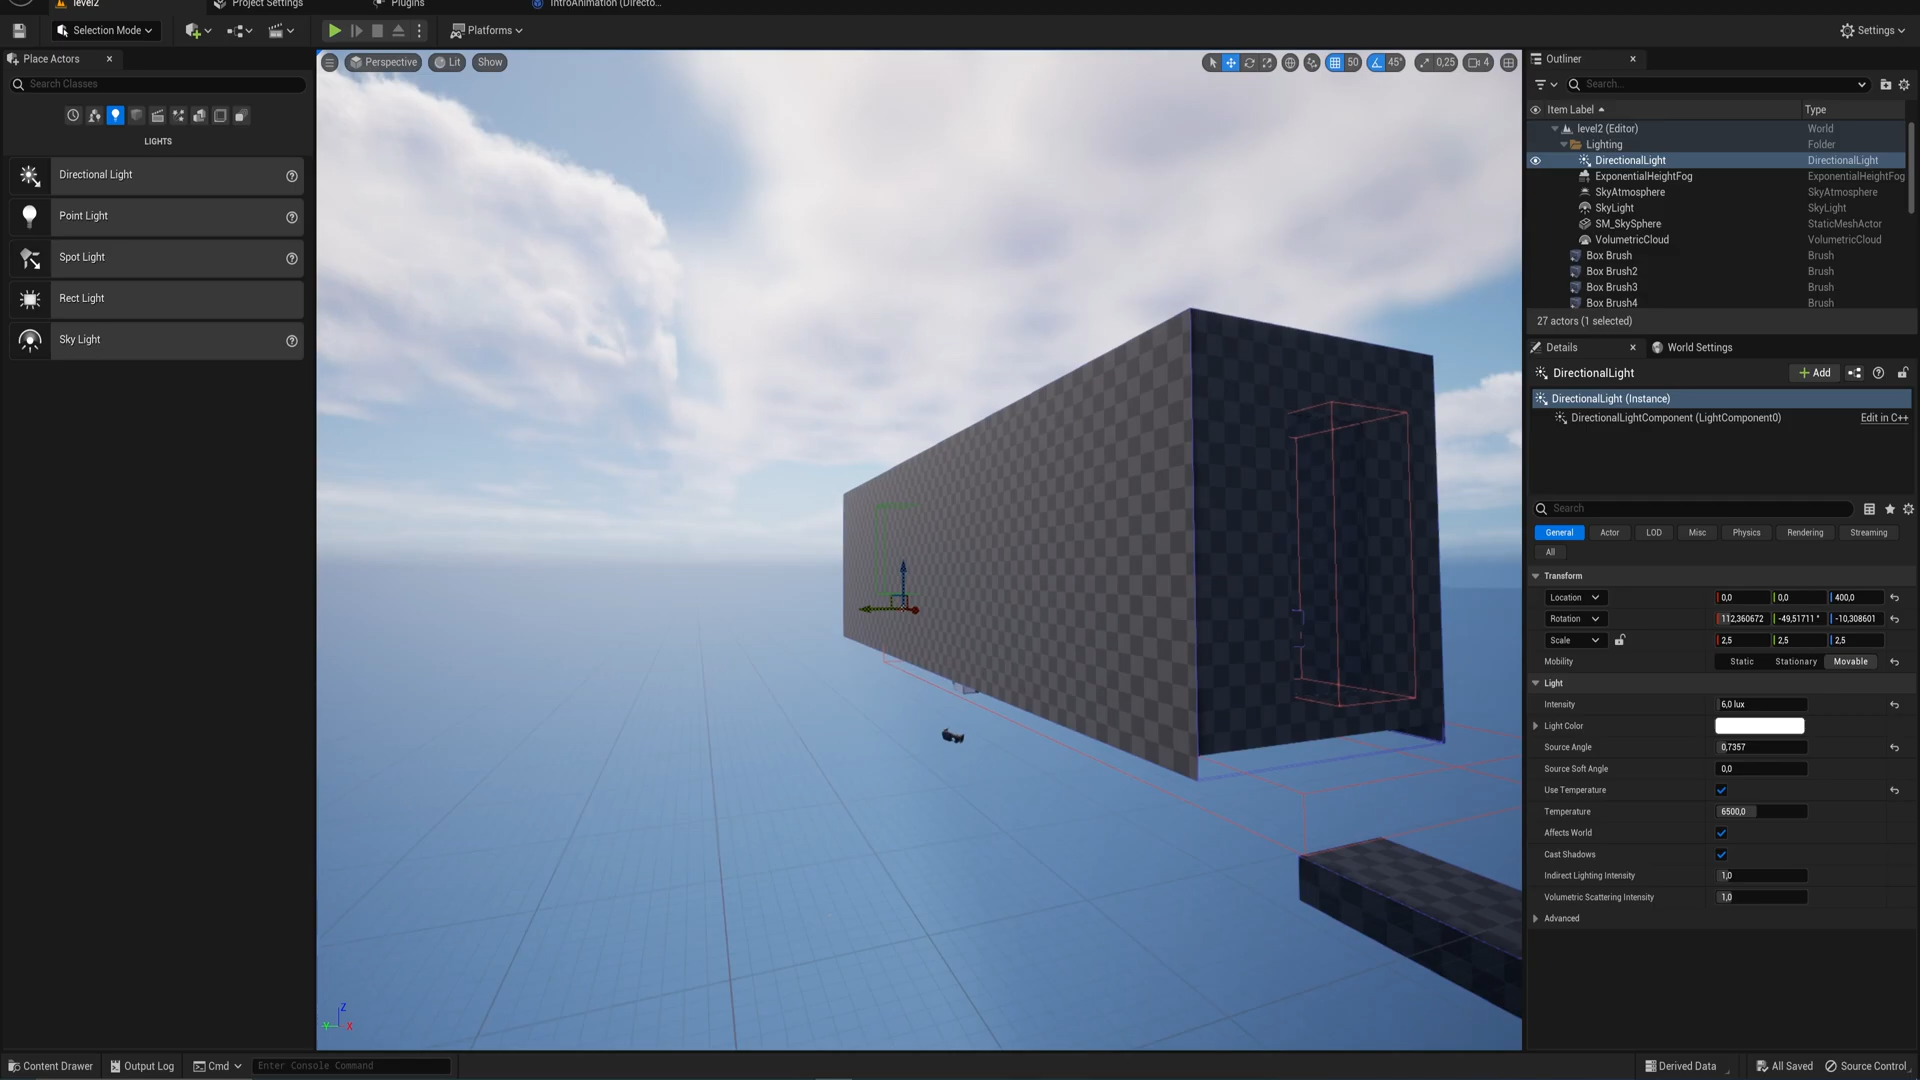 level2
Project Settings
Plugins
IntroAnimation (Directo...
Selection Mode
Platforms
Settings
Place Actors
Search Classes
LIGHTS
Directional Light
Point Light
Spot Light
Rect Light
Sky Light
Perspective
Lit
Show
50
45°
0,25
4
Outliner
Search...
Item Label
Type
level2 (Editor)
World
Lighting
Folder
DirectionalLight
DirectionalLight
ExponentialHeightFog
ExponentialHeightFog
SkyAtmosphere
SkyAtmosphere
SkyLight
SkyLight
SM_SkySphere
StaticMeshActor
VolumetricCloud
VolumetricCloud
Box Brush
Brush
Box Brush2
Brush
Box Brush3
Brush
Box Brush4
Brush
27 actors (1 selected)
Details
World Settings
DirectionalLight
Add
DirectionalLight (Instance)
DirectionalLightComponent (LightComponent0)
Edit in C++
Search
General
Actor
LOD
Misc
Physics
Rendering
Streaming
All
Transform
Location
0,0
0,0
400,0
Rotation
112,360672
-49,51711 °
-10,308601
Scale
2,5
2,5
2,5
Mobility
Static
Stationary
Movable
Light
Intensity
6,0 lux
Light Color
Source Angle
0,7357
Source Soft Angle
0,0
Use Temperature
Temperature
6500,0
Affects World
Cast Shadows
Indirect Lighting Intensity
1,0
Volumetric Scattering Intensity
1,0
Advanced
Z
Y
X
Content Drawer
Output Log
Cmd
Enter Console Command
Derived Data
All Saved
Source Control